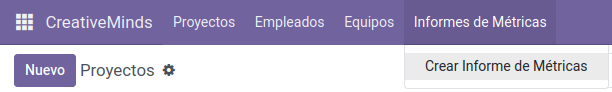 CreativeMinds Proyectos Empleados Equipos Informes de Métricas
Crear Informe de Métricas
Nuevo Proyectos